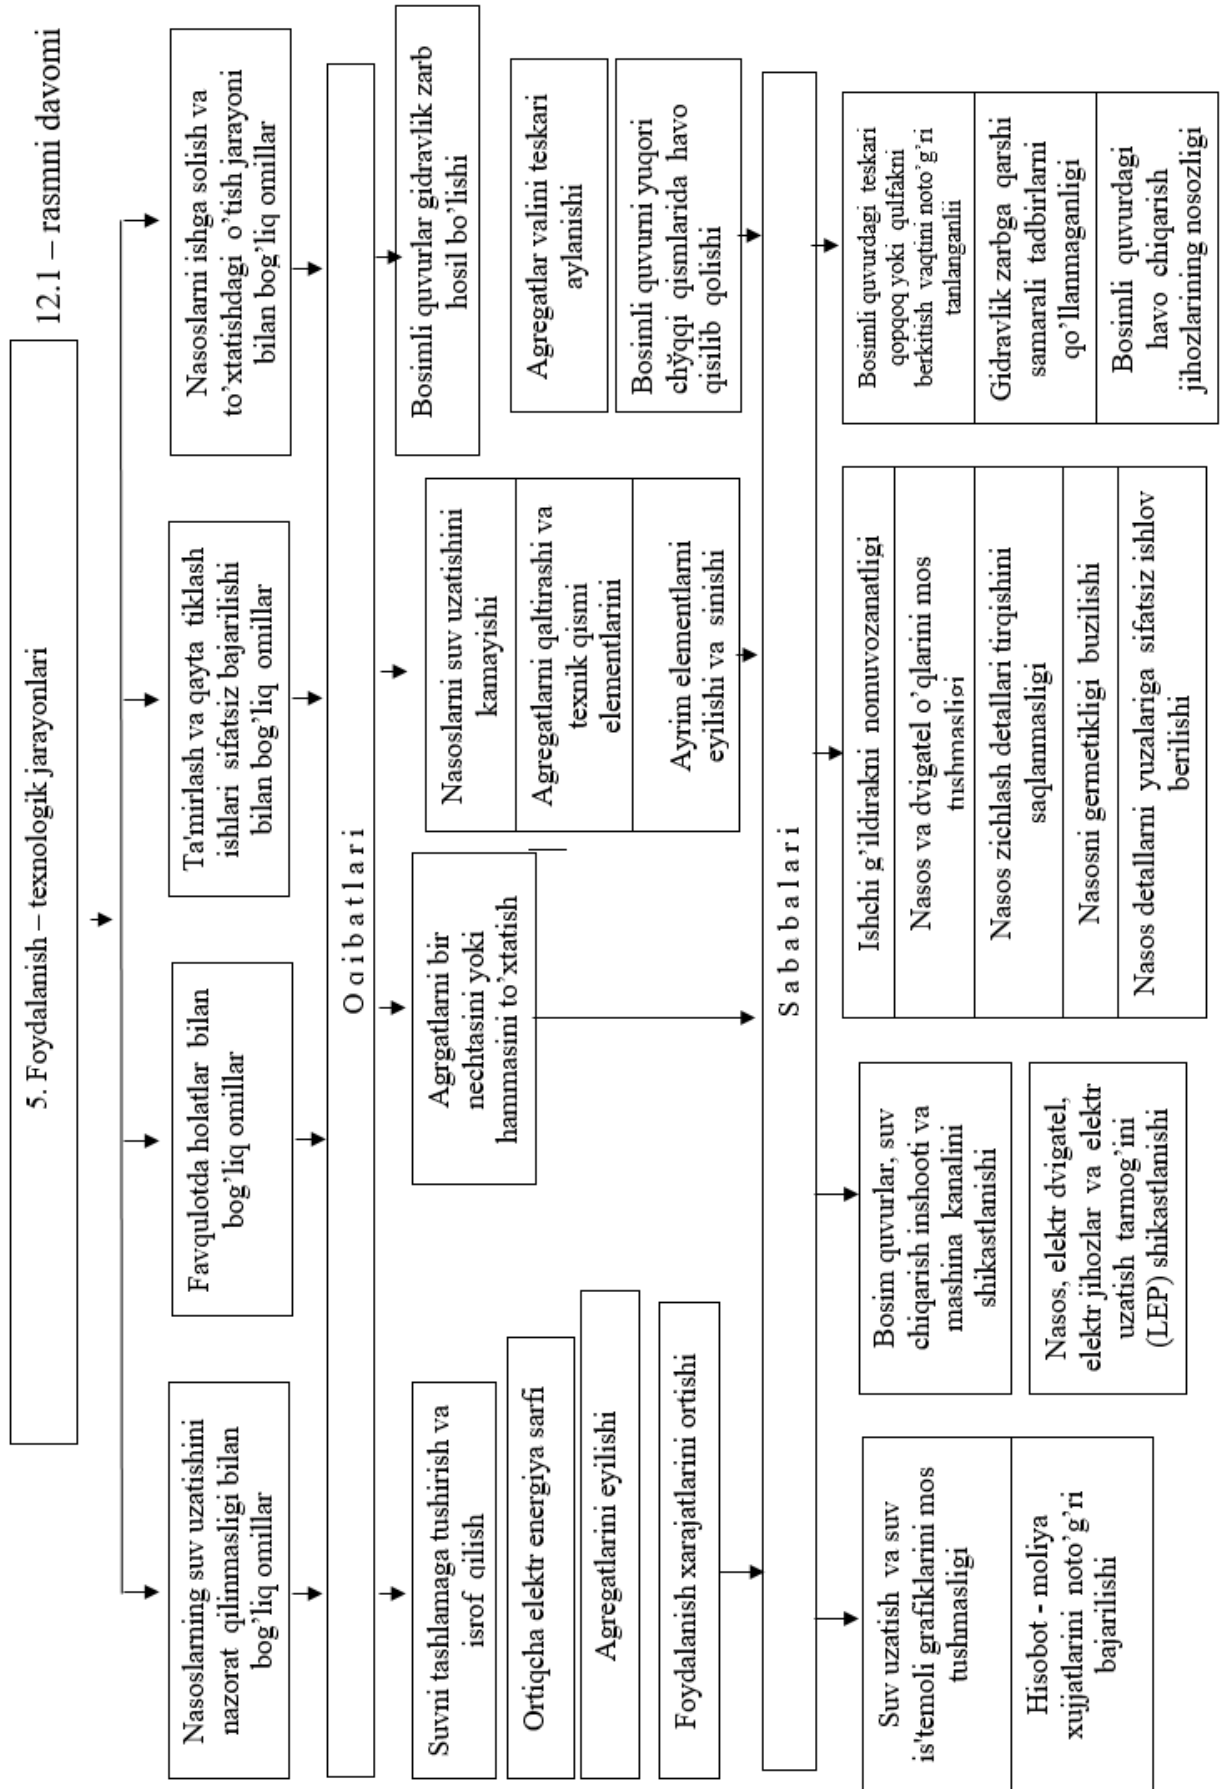 12.1 – rasmni davomi
5. Foydalanish – texnologik jarayonlari
Nasoslarning suv uzatishini
nazorat qilinmasligi bilan
bog’liq omillar
Favqulotda holatlar bilan
bog’liq omillar
Ta'mirlash va qayta tiklash
ishlari sifatsiz bajarilishi
bilan bog’liq omillar
Nasoslarni ishga solish va
to’xtatishdagi o’tish jarayoni
bilan bog’liq omillar
Oqibatlari
Suvni tashlamaga tushirish va
isrof qilish
Ortiqcha elektr energiya sarfi
Agregatlarini eyilishi
Foydalanish xarajatlarini ortishi
Agrgatlarni bir
nechtasini yoki
hammasini to’xtatish
Nasoslarni suv uzatishini
kamayishi
Agregatlarni qaltirashi va
texnik qismi
elementlarini
Ayrim elementlarni
eyilishi va sinishi
Bosimli quvurlar gidravlik zarb
hosil bo’lishi
Agregatlar valini teskari
aylanishi
Bosimli quvurni yuqori
chўqqi qismlarida havo
qisilib qolishi
Sababalari
Suv uzatish va suv
is'temoli grafiklarini mos
tushmasligi
Hisobot - moliya
xujjatlarini noto’g’ri
bajarilishi
Bosim quvurlar, suv
chiqarish inshooti va
mashina kanalini
shikastlanishi
Nasos, elektr dvigatel,
elektr jihozlar va elektr
uzatish tarmog’ini
(LEP) shikastlanishi
Ishchi g’ildirakni nomuvozanatligi
Nasos va dvigatel o’qlarini mos
tushmasligi
Nasos zichlash detallari tirqishini
saqlanmasligi
Nasosni germetikligi buzilishi
Nasos detallarni yuzalariga sifatsiz ishlov
berilishi
Bosimli quvurdagi teskari
qopqoq yoki qulfakni
berkitish vaqtini noto’g’ri
tanlanganlii
Gidravlik zarbga qarshi
samarali tadbirlarni
qo’llanmaganligi
Bosimli quvurdagi
havo chiqarish
jihozlarining nosozligi